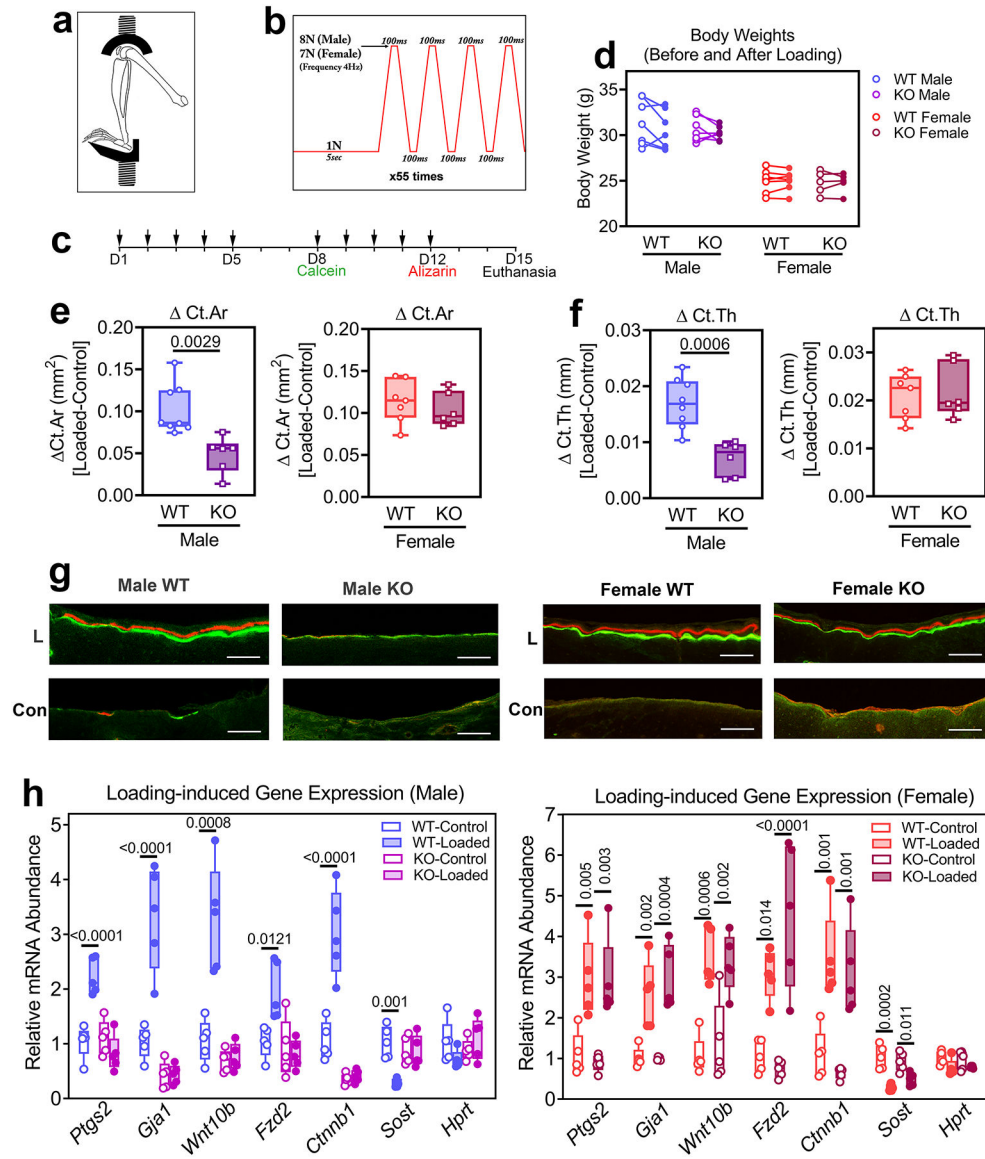 a
b
8N (Male)
7N (Female)
(Frequency 4Hz)
100ms 100ms 100ms 100ms
1N
5sec
100ms 100ms 100ms
x55 times
c
D1 D5 D8 D12 D15
Calcein Alizarin Euthanasia
d
Body Weights
(Before and After Loading)
Body Weight (g)
35
30
25
20
WT KO WT KO
Male Female
WT Male
KO Male
WT Female
KO Female
e
Δ Ct.Ar
ΔCt.Ar (mm²)
[Loaded-Control]
0.20
0.15
0.10
0.05
0.00
0.0029
WT KO
Male
Δ Ct.Ar
ΔCt.Ar (mm²)
[Loaded-Control]
0.20
0.15
0.10
0.05
0.00
WT KO
Female
f
Δ Ct.Th
Δ Ct.Th (mm)
[Loaded-Control]
0.03
0.02
0.01
0.00
0.0006
WT KO
Male
Δ Ct.Th
Δ Ct.Th (mm)
[Loaded-Control]
0.03
0.02
0.01
0.00
WT KO
Female
g
Male WT Male KO Female WT Female KO
L
Con
L
Con
h
Loading-induced Gene Expression (Male)
Relative mRNA Abundance
5
4
3
2
1
0
<0.0001
<0.0001
0.0008
0.0121
<0.0001
0.001
WT-Control
WT-Loaded
KO-Control
KO-Loaded
Ptgs2 Gja1 Wnt10b Fzd2 Ctnnb1 Sost Hprt
Loading-induced Gene Expression (Female)
Relative mRNA Abundance
7
6
5
4
3
2
1
0
0.005
0.003
0.002
0.0004
0.0006
0.002
0.014
<0.0001
0.001
0.001
0.0002
0.011
WT-Control
WT-Loaded
KO-Control
KO-Loaded
Ptgs2 Gja1 Wnt10b Fzd2 Ctnnb1 Sost Hprt